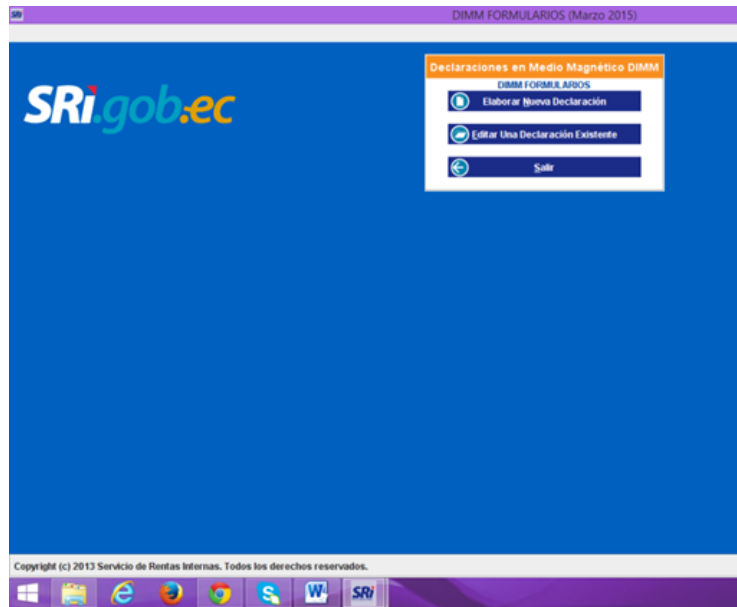 SRi
DIMM FORMULARIOS (Marzo 2015)
SRi.gob.ec
Declaraciones en Medio Magnético DIMM
DIMM FORMULARIOS
Elaborar Nueva Declaración
Editar Una Declaración Existente
Salir
Copyright (c) 2013 Servicio de Rentas Internas. Todos los derechos reservados.
SRi